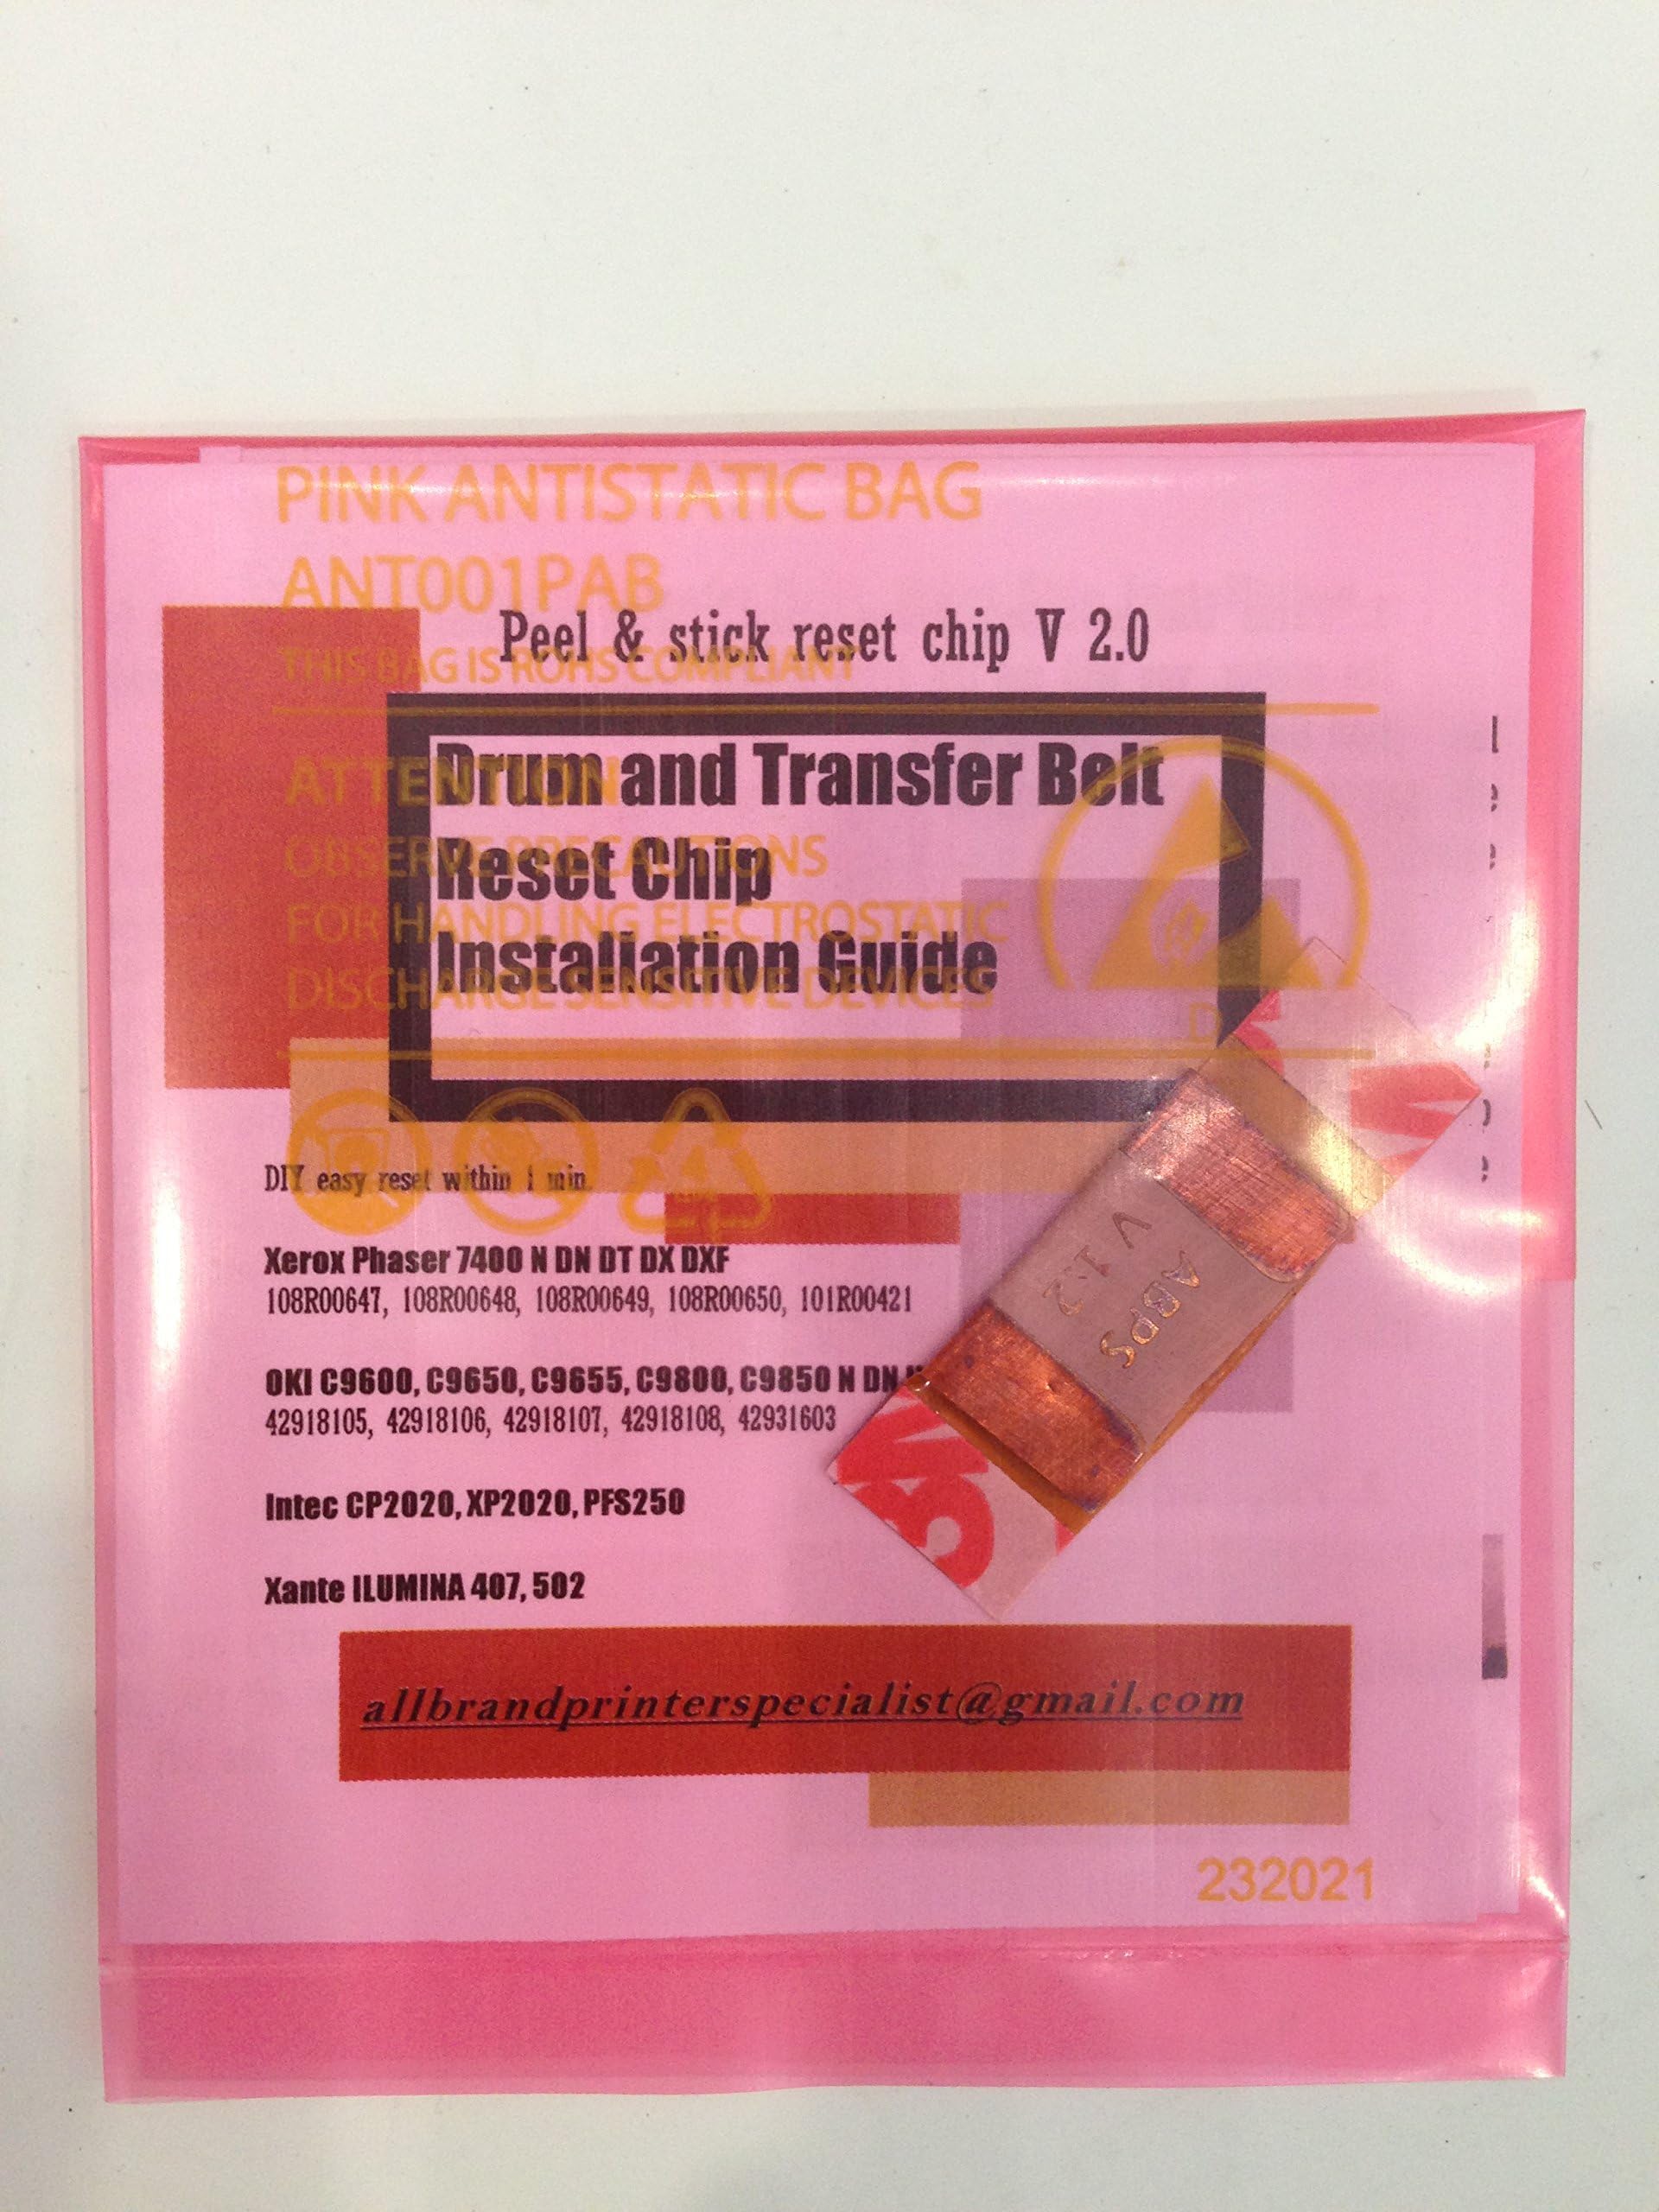 PINK ANTISTATIC BAG
ANT001PAB
Peel & stick reset chip V 2.0
THIS BAG IS ROHS COMPLIANT
Drum and Transfer Belt
ATTENTION
OBSERVE PRECAUTIONS
Reset Chip
FOR HANDLING ELECTROSTATIC
Installation Guide
DISCHARGE SENSITIVE DEVICES
DIY easy reset within 1 min.
Xerox Phaser 7400 N DN DT DX DXF
108R00647, 108R00648, 108R00649, 108R00650, 101R00421
V 1.2
ABPS
OKI C9600, C9650, C9655, C9800, C9850 N DN
42918105, 42918106, 42918107, 42918108, 42931603
3M
Intec CP2020, XP2020, PFS250
Xante ILUMINA 407, 502
allbrandprinterspecialist@gmail.com
232021